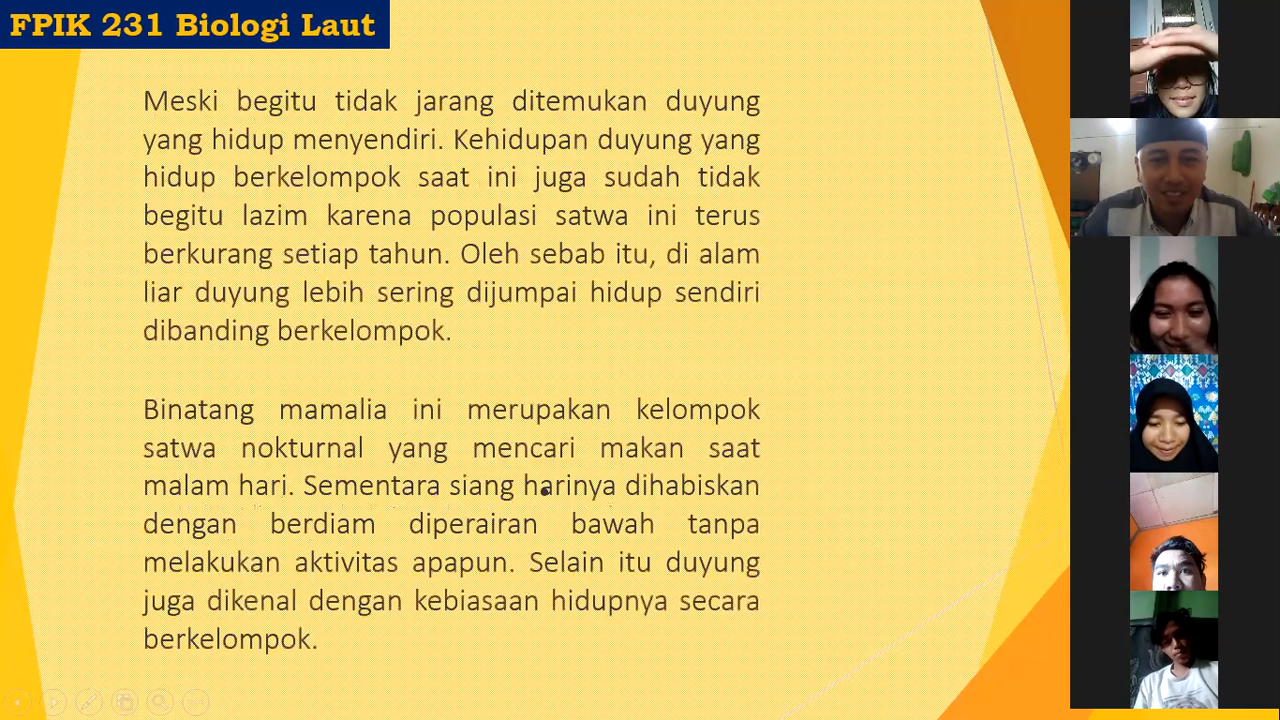 FPIK 231 Biologi Laut
Meski begitu tidak jarang ditemukan duyung
yang hidup menyendiri. Kehidupan duyung yang
hidup berkelompok saat ini juga sudah tidak
begitu lazim karena populasi satwa ini terus
berkurang setiap tahun. Oleh sebab itu, di alam
liar duyung lebih sering dijumpai hidup sendiri
dibanding berkelompok.
Binatang mamalia ini merupakan kelompok
satwa nokturnal yang mencari makan saat
malam hari. Sementara siang harinya dihabiskan
dengan berdiam diperairan bawah tanpa
melakukan aktivitas apapun. Selain itu duyung
juga dikenal dengan kebiasaan hidupnya secara
berkelompok.